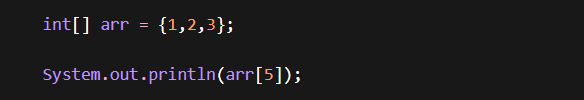 int[] arr = {1,2,3};
System.out.println(arr[5]);